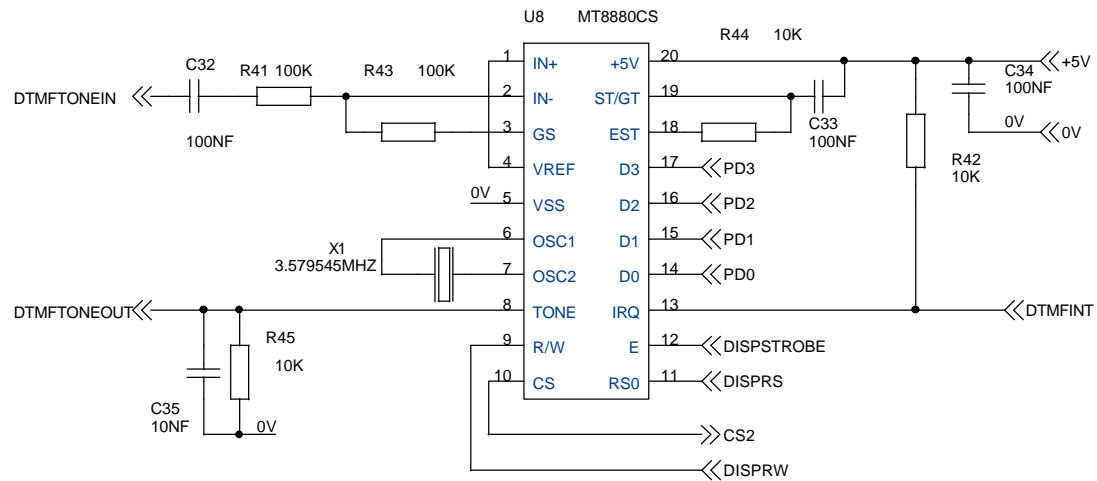 U8 MT8880CS
R44 10K
C32
R41 100K
R43 100K
1 IN+ +5V 20
+5V
C34
100NF
DTMFTONEIN
2 IN- ST/GT 19
C33
100NF
100NF
3 GS EST 18
0V
0V
R42
10K
4 VREF D3 17 PD3
0V
5 VSS D2 16 PD2
6 OSC1 D1 15 PD1
X1
3.579545MHZ
7 OSC2 D0 14 PD0
DTMFTONEOUT
8 TONE IRQ 13 DTMFINT
R45
10K
9 R/W E 12 DISPSTROBE
10 CS RS0 11 DISPRS
C35
10NF
0V
CS2
DISPRW